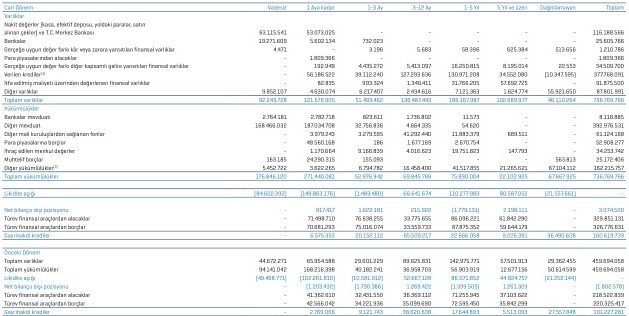 Cari Dönem Vadesiz 1 Aya kadar 1-3 Ay 3-12 Ay 1-5 Yıl 5 Yıl ve üzeri Dağıtılamayan Toplam
Varlıklar
Nakit değerler (kasa, efektif deposu, yoldaki paralar, satın
alınan çekler) ve T.C. Merkez Bankası 63.115.541 53.073.025 - - - - - 116.188.566
Bankalar 19.271.609 5.602.134 732.023 - - - - 25.605.766
Gerçeğe uygun değer farkı kâr veya zarara yansıtılan finansal varlıklar 4.471 - 3.196 5.683 58.396 625.384 513.656 1.210.786
Para piyasalarından alacaklar - 1.809.366 - - - - - 1.809.366
Gerçeğe uygun değer farkı diğer kapsamlı gelire yansıtılan finansal varlıklar - 192.949 4.435.272 5.413.097 16.250.815 8.195.014 22.553 34.509.700
Verilen krediler - 56.186.522 39.112.240 127.293.636 130.971.208 34.552.080 (10.347.595) 377.768.091
İtfa edilmiş maliyeti üzerinden değerlenen finansal varlıklar - 82.835 993.324 1.340.411 31.766.205 57.692.725 - 91.875.500
Diğer varlıklar 9.852.107 4.630.074 6.217.407 2.434.616 7.121.363 1.624.774 55.921.650 87.801.991
Toplam varlıklar 92.243.728 121.576.905 51.493.462 136.487.443 186.167.987 102.689.977 46.110.264 736.769.766
Yükümlülükler
Bankalar mevduatı 2.764.181 2.782.718 823.611 1.736.802 11.573 - - 8.118.885
Diğer mevduat 168.466.032 187.034.708 32.756.836 4.664.335 54.620 - - 392.976.531
Diğer mali kuruluşlardan sağlanan fonlar - 3.979.243 3.279.595 41.292.440 11.883.379 689.511 - 61.124.168
Para piyasalarına borçlar - 48.560.168 186 1.677.169 2.670.754 - - 52.908.277
İhraç edilen menkul değerler - 1.170.664 9.166.839 4.016.623 19.751.823 147.793 - 34.253.742
Muhtelif borçlar 163.185 24.290.315 155.093 - - - 563.813 25.172.406
Diğer yükümlülükler 5.452.722 3.622.265 6.794.782 16.458.400 41.517.855 21.265.621 67.104.112 162.215.757
Toplam yükümlülükler 176.846.120 271.440.081 52.976.942 69.845.769 75.890.004 22.102.925 67.667.925 736.769.766
Likidite açığı (84.602.392) (149.863.176) (1.483.480) 66.641.674 110.277.983 80.587.052 (21.557.661) -
Net bilanço dışı pozisyonu - 817.417 1.622.181 215.922 (1.779.131) 2.198.111 - 3.074.500
Türev finansal araçlardan alacaklar - 71.498.710 76.638.255 33.775.655 86.096.221 61.842.290 - 329.851.131
Türev finansal araçlardan borçlar - 70.681.293 75.016.074 33.559.733 87.875.352 59.644.179 - 326.776.631
Gayrinakdi krediler - 6.575.353 20.152.112 65.509.217 22.666.058 9.226.391 36.490.608 160.619.739
Önceki Dönem
Toplam varlıklar 44.672.271 65.954.588 29.601.229 89.625.831 142.975.771 57.501.913 29.362.455 459.694.058
Toplam yükümlülükler 94.141.042 168.216.398 40.182.241 36.958.703 56.903.919 12.677.156 50.614.599 459.694.058
Likidite açığı (49.468.771) (102.261.810) (10.581.012) 52.667.128 86.071.852 44.824.757 (21.252.144) -
Net bilanço dışı pozisyonu - (1.203.432) (1.790.386) 1.269.422 (1.339.505) 1.261.323 - (1.802.578)
Türev finansal araçlardan alacaklar - 41.362.610 32.431.550 36.369.112 71.255.945 37.103.622 - 218.522.839
Türev finansal araçlardan borçlar - 42.566.042 34.221.936 35.099.690 72.595.450 35.842.299 - 220.325.417
Gayrinakdi krediler - 2.769.066 9.121.743 38.620.638 17.644.893 5.513.093 27.557.848 101.227.281